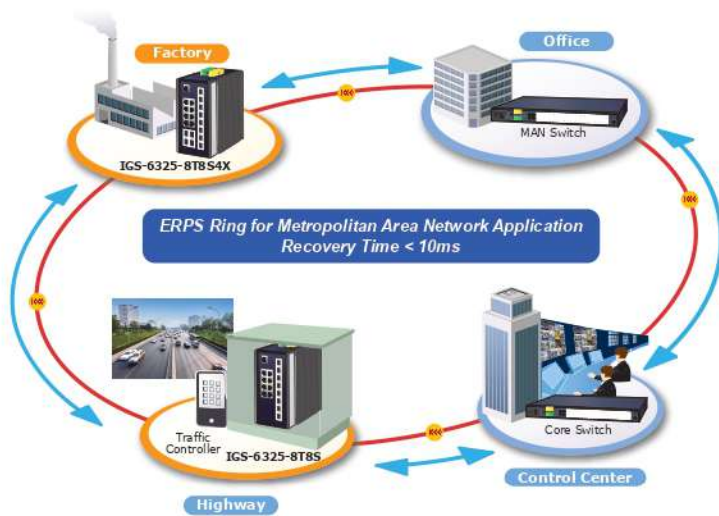 Factory
Office
MAN Switch
IGS-6325-8T8S4X
ERPS Ring for Metropolitan Area Network Application
Recovery Time < 10ms
Traffic
Controller
IGS-6325-8T8S
Core Switch
Highway
Control Center